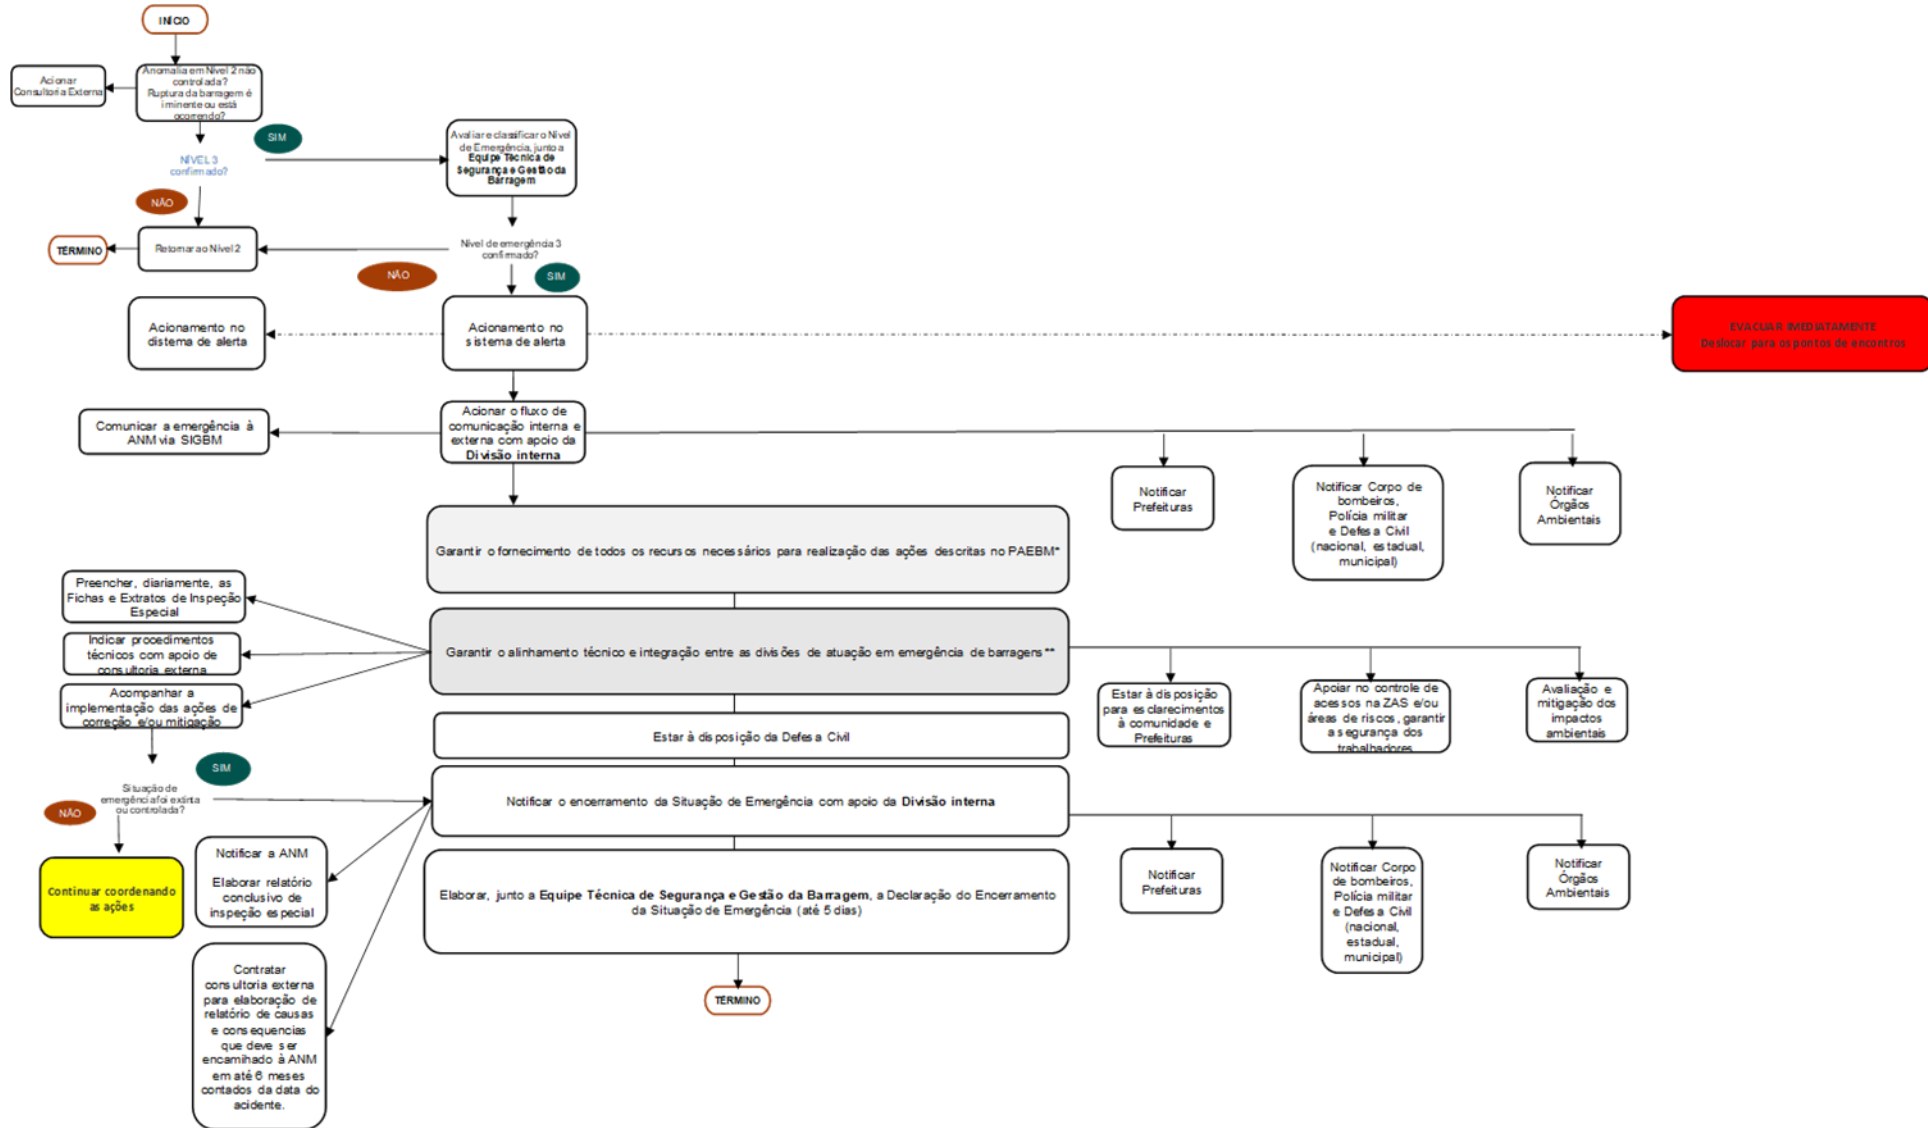 INÍCIO
Acionar
Consultoria Externa
Anomalia em Nível 2 não
controlada?
Ruptura da barragem é
iminente ou está
ocorrendo?
SIM
NÍVEL 3
confirmado?
Avaliar e classificar o Nível
de Emergência, junto a
Equipe Técnica de
Segurança e Gestão da
Barragem
NÃO
TÉRMINO
Retornar ao Nível 2
Nível de emergência 3
confirmado?
NÃO
SIM
Acionamento no
distema de alerta
Acionamento no
sistema de alerta
EVACUAR IMEDIATAMENTE
Deslocar para os pontos de encontros
Comunicar a emergência à
ANM via SIGBM
Acionar o fluxo de
comunicação interna e
externa com apoio da
Divisão interna
Notificar
Prefeituras
Notificar Corpo de
bombeiros,
Polícia militar
e Defesa Civil
(nacional, estadual,
municipal)
Notificar
Órgãos
Ambientais
Garantir o fornecimento de todos os recursos necessários para realização das ações descritas no PAEBM*
Preencher, diariamente, as
Fichas e Extratos de Inspeção
Especial
Indicar procedimentos
técnicos com apoio de
consultoria externa
Acompanhar a
implementação das ações de
correção e/ou mitigação
Garantir o alinhamento técnico e integração entre as divisões de atuação em emergência de barragens**
Estar à disposição
para esclarecimentos
à comunidade e
Prefeituras
Apoiar no controle de
acessos na ZAS e/ou
áreas de riscos, garantir
a segurança dos
trabalhadores
Avaliação e
mitigação dos
impactos
ambientais
Estar à disposição da Defesa Civil
SIM
Situação de
emergência foi extinta
ou controlada?
NÃO
Notificar o encerramento da Situação de Emergência com apoio da Divisão interna
Continuar coordenando
as ações
Notificar a ANM
Elaborar relatório
conclusivo de
inspeção especial
Elaborar, junto a Equipe Técnica de Segurança e Gestão da Barragem, a Declaração do Encerramento
da Situação de Emergência (até 5 dias)
Notificar
Prefeituras
Notificar Corpo
de bombeiros,
Polícia militar
e Defesa Civil
(nacional,
estadual,
municipal)
Notificar
Órgãos
Ambientais
Contratar
consultoria externa
para elaboração de
relatório de causas
e consequencias
que deve ser
encamihado à ANM
em até 6 meses
contados da data do
acidente.
TÉRMINO